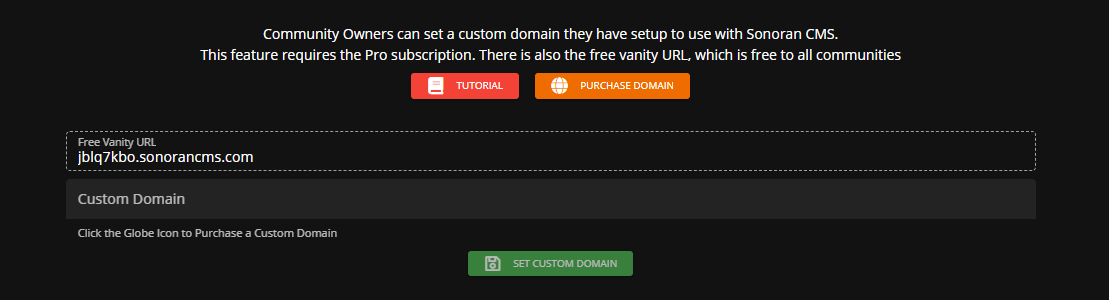 Community Owners can set a custom domain they have setup to use with Sonoran CMS.
This feature requires the Pro subscription. There is also the free vanity URL, which is free to all communities
TUTORIAL
PURCHASE DOMAIN
Free Vanity URL
jblq7kbo.sonorancms.com
Custom Domain
Click the Globe Icon to Purchase a Custom Domain
SET CUSTOM DOMAIN